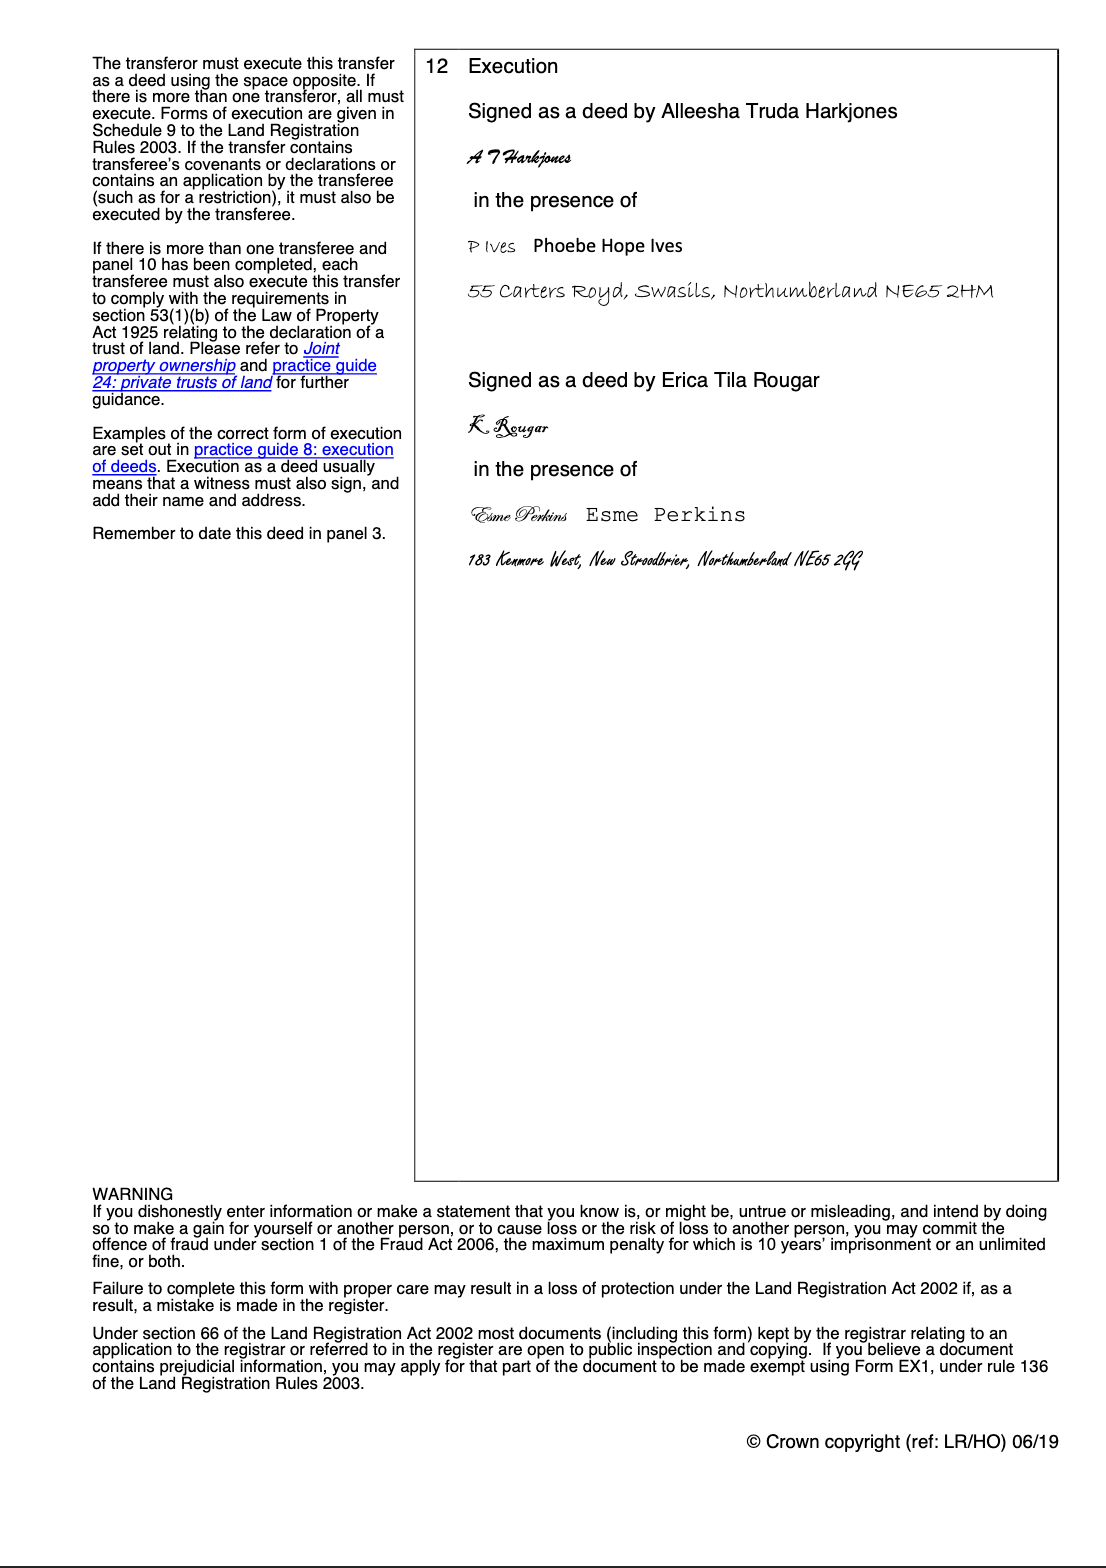 The transferor must execute this transfer
as a deed using the space opposite. If
there is more than one transferor, all must
execute. Forms of execution are given in
Schedule 9 to the Land Registration
Rules 2003. If the transfer contains
transferee's covenants or declarations or
contains an application by the transferee
(such as for a restriction), it must also be
executed by the transferee.
If there is more than one transferee and
panel 10 has been completed, each
transferee must also execute this transfer
to comply with the requirements in
section 53(1)(b) of the Law of Property
Act 1925 relating to the declaration of a
trust of land. Please refer to Joint
property ownership and practice guide
24: private trusts of land for further
guidance.
Examples of the correct form of execution
are set out in practice guide 8: execution
of deeds. Execution as a deed usually
means that a witness must also sign, and
add their name and address.
Remember to date this deed in panel 3.
12 Execution
Signed as a deed by Alleesha Truda Harkjones
A T Harkjones
in the presence of
P Ives Phoebe Hope Ives
55 Carters Royd, Swasils, Northumberland NE65 2HM
Signed as a deed by Erica Tila Rougar
K Rougar
in the presence of
Esme Perkins Esme Perkins
183 Kenmore West, New Stroodbrier, Northumberland NE65 2GG
WARNING
If you dishonestly enter information or make a statement that you know is, or might be, untrue or misleading, and intend by doing
so to make a gain for yourself or another person, or to cause loss or the risk of loss to another person, you may commit the
offence of fraud under section 1 of the Fraud Act 2006, the maximum penalty for which is 10 years' imprisonment or an unlimited
fine, or both.
Failure to complete this form with proper care may result in a loss of protection under the Land Registration Act 2002 if, as a
result, a mistake is made in the register.
Under section 66 of the Land Registration Act 2002 most documents (including this form) kept by the registrar relating to an
application to the registrar or referred to in the register are open to public inspection and copying. If you believe a document
contains prejudicial information, you may apply for that part of the document to be made exempt using Form EX1, under rule 136
of the Land Registration Rules 2003.
© Crown copyright (ref: LR/HO) 06/19